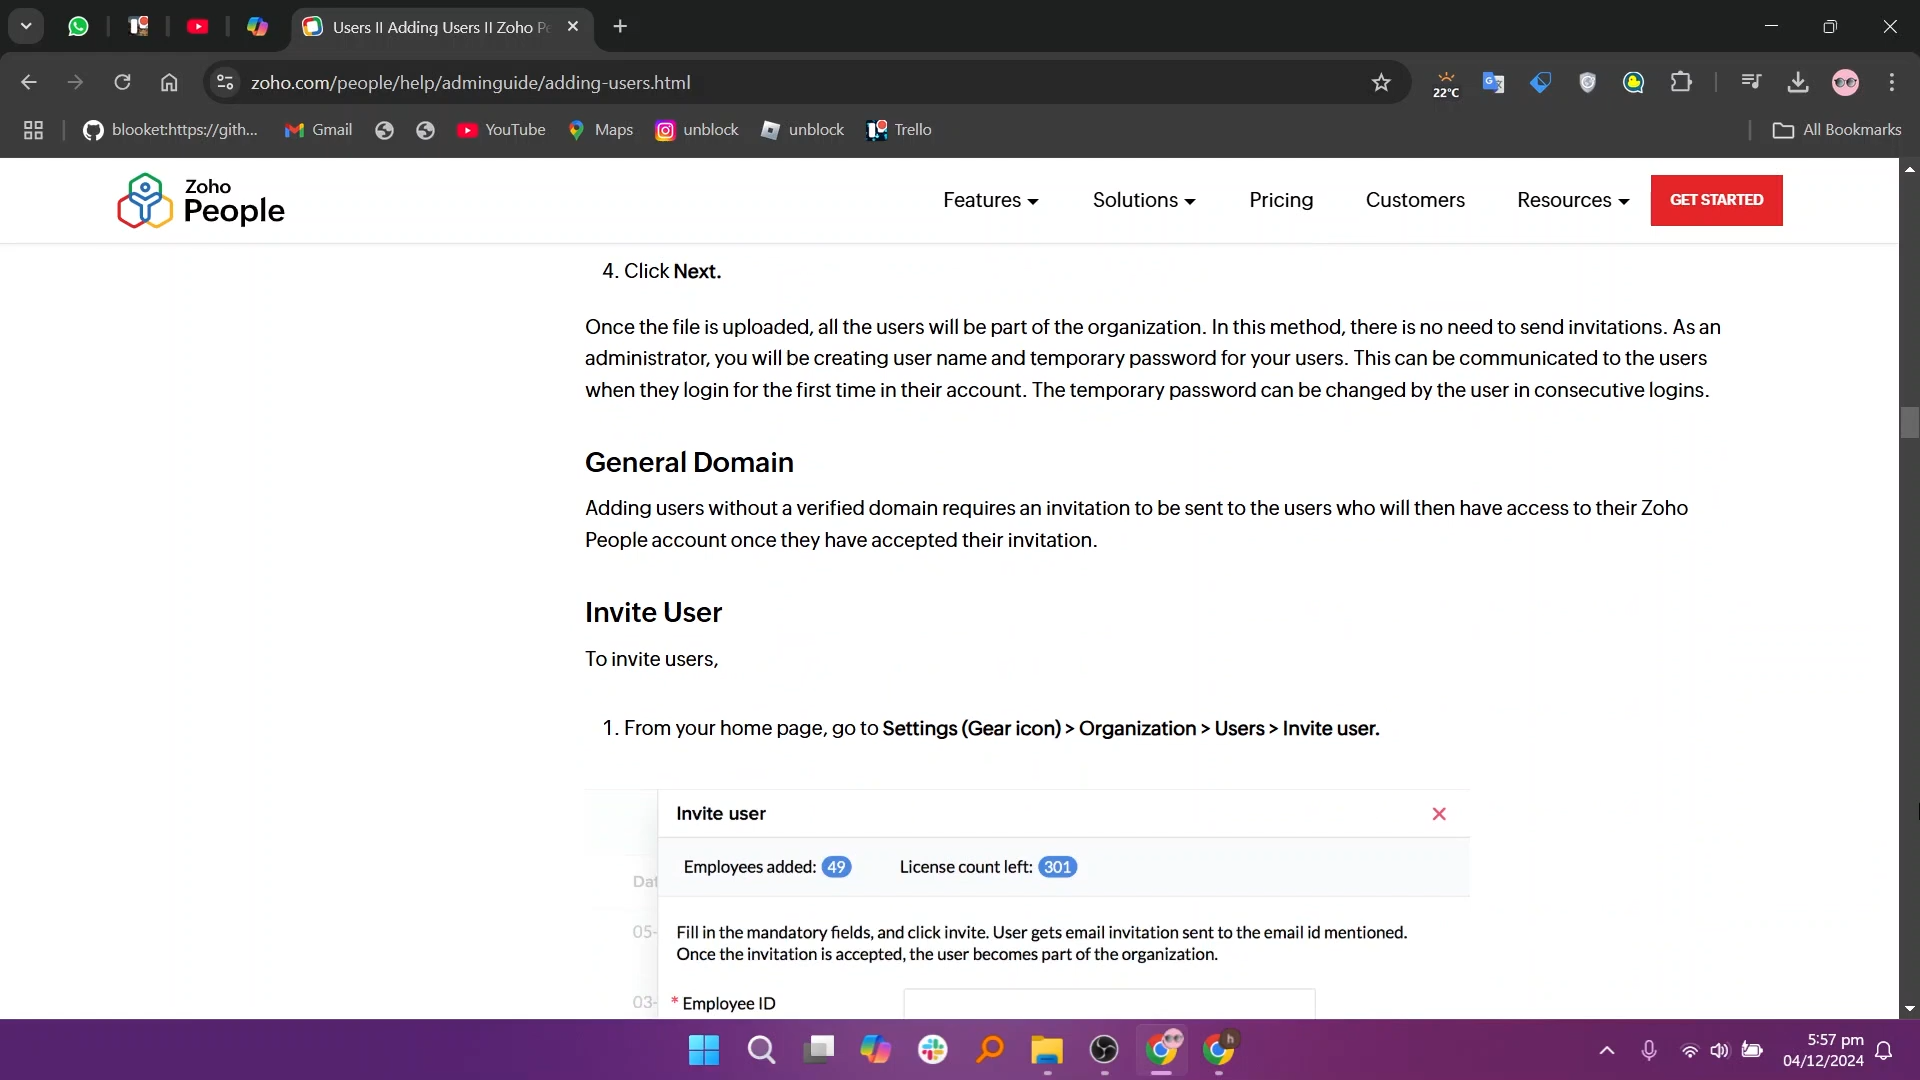 Users II Adding Users II Zoho Pe
zoho.com/people/help/adminguide/adding-users.html
22°C
blooket:https://gith...
Gmail
YouTube
Maps
unblock
unblock
Trello
All Bookmarks
Zoho
People
Features
Solutions
Pricing
Customers
Resources
GET STARTED
4. Click Next.
Once the file is uploaded, all the users will be part of the organization. In this method, there is no need to send invitations. As an
administrator, you will be creating user name and temporary password for your users. This can be communicated to the users
when they login for the first time in their account. The temporary password can be changed by the user in consecutive logins.
General Domain
Adding users without a verified domain requires an invitation to be sent to the users who will then have access to their Zoho
People account once they have accepted their invitation.
Invite User
To invite users,
1. From your home page, go to Settings (Gear icon) > Organization > Users > Invite user.
Invite user
Employees added: 49
License count left: 301
Dat
Fill in the mandatory fields, and click invite. User gets email invitation sent to the email id mentioned.
05-
Once the invitation is accepted, the user becomes part of the organization.
03-
* Employee ID
h
5:57 pm
04/12/2024